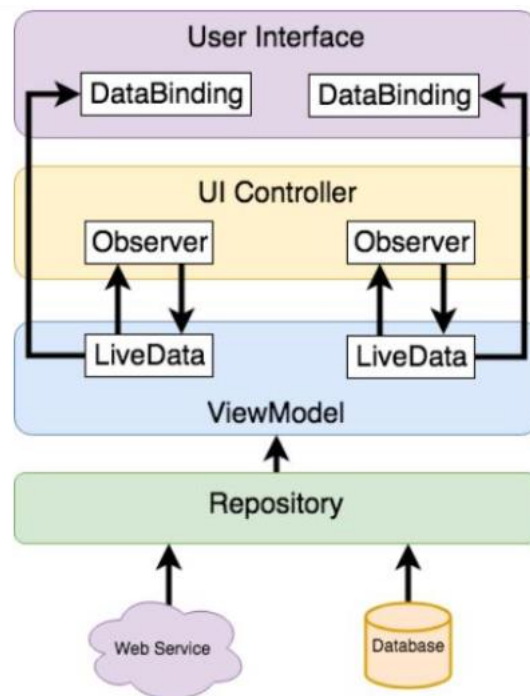 User Interface
DataBinding
DataBinding
UI Controller
Observer
Observer
LiveData
LiveData
ViewModel
Repository
Web Service
Database